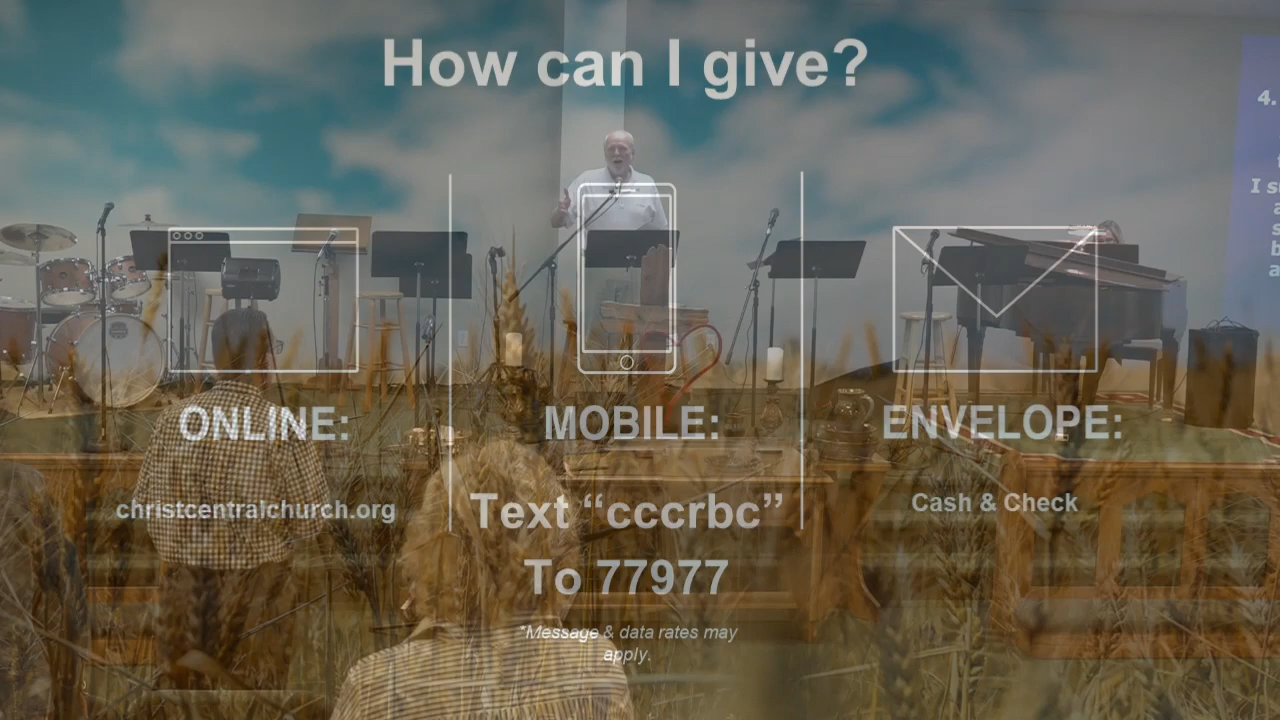 How can I give?
4.
ONLINE:
MOBILE:
ENVELOPE:
christcentralchurch.org
Text “cccrbc”
To 77977
Cash & Check
*Message & data rates may
apply.